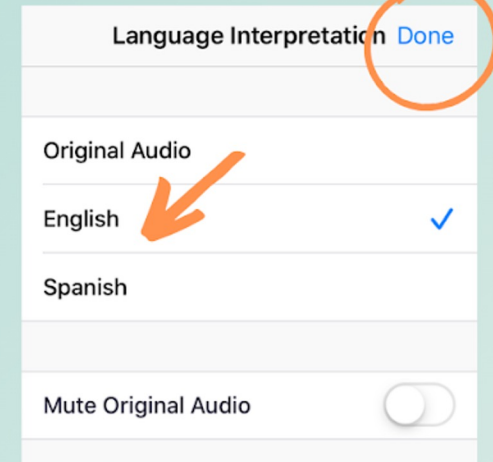 Language Interpretation Done
Original Audio
English
Spanish
Mute Original Audio